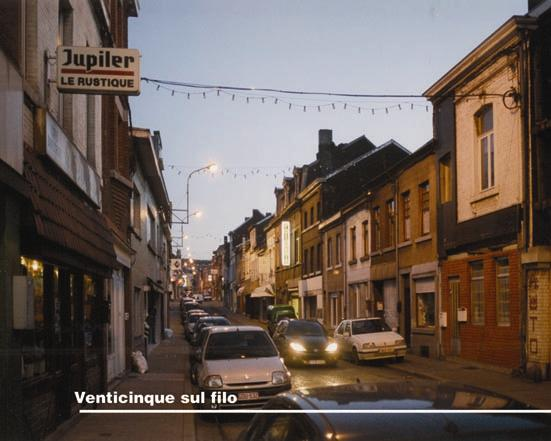 Jupiler
LE RUSTIQUE
Venticinque sul filo